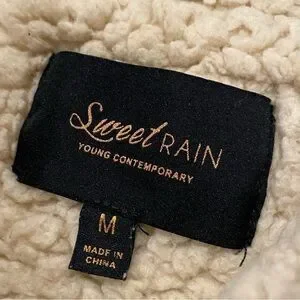 Sweet RAIN
YOUNG CONTEMPORARY
M
MADE IN
CHINA